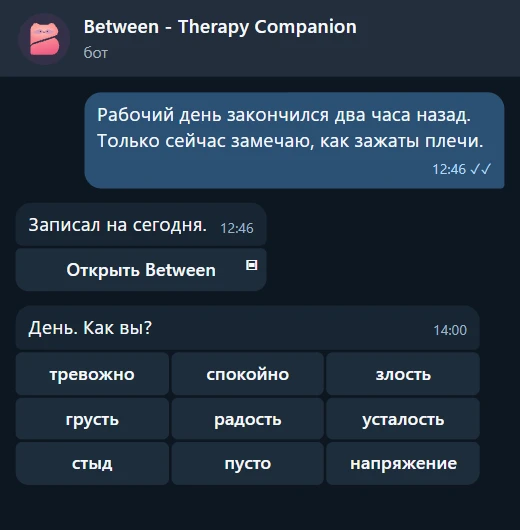 Between - Therapy Companion
бот
Рабочий день закончился два часа назад.
Только сейчас замечаю, как зажаты плечи.
12:46
Записал на сегодня. 12:46
Открыть Between
День. Как вы? 14:00
тревожно спокойно злость
грусть радость усталость
стыд пусто напряжение